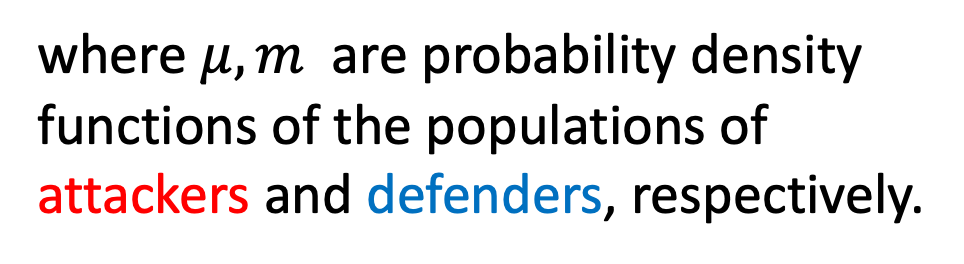 where 𝜇, 𝑚 are probability density
functions of the populations of
attackers and defenders, respectively.